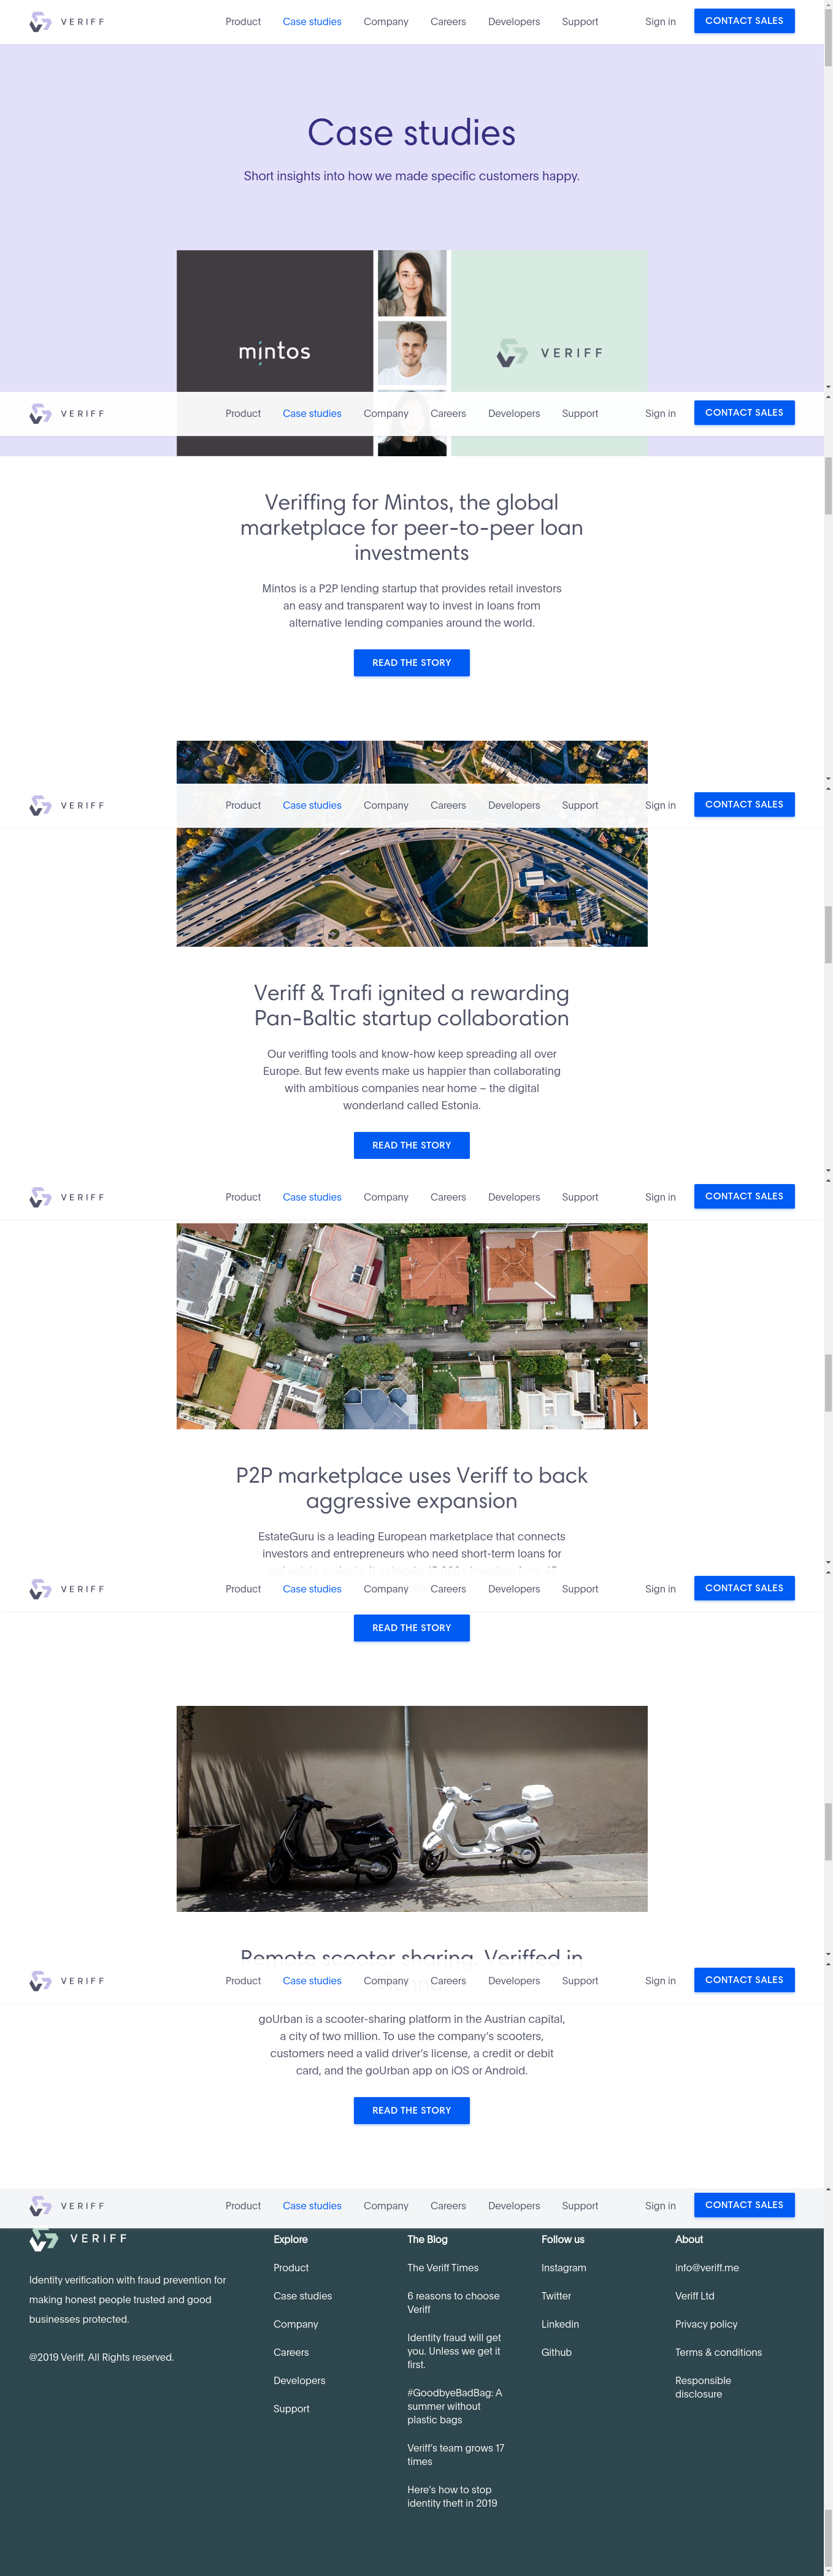 VERIFF
Product Case studies Company Careers Developers Support Sign in CONTACT SALES
Case studies
Short insights into how we made specific customers happy.
mintos
VERIFF
VERIFF
Product Case studies Company Careers Developers Support Sign in CONTACT SALES
Veriffing for Mintos, the global
marketplace for peer-to-peer loan
investments
Mintos is a P2P lending startup that provides retail investors
an easy and transparent way to invest in loans from
alternative lending companies around the world.
READ THE STORY
VERIFF
Product Case studies Company Careers Developers Support Sign in CONTACT SALES
Veriff & Trafi ignited a rewarding
Pan-Baltic startup collaboration
Our veriffing tools and know-how keep spreading all over
Europe. But few events make us happier than collaborating
with ambitious companies near home – the digital
wonderland called Estonia.
READ THE STORY
VERIFF
Product Case studies Company Careers Developers Support Sign in CONTACT SALES
P2P marketplace uses Veriff to back
aggressive expansion
EstateGuru is a leading European marketplace that connects
investors and entrepreneurs who need short-term loans for
VERIFF
Product Case studies Company Careers Developers Support Sign in CONTACT SALES
READ THE STORY
Remote scooter sharing, Veriffed in
VERIFF
Product Case studies Company Careers Developers Support Sign in CONTACT SALES
goUrban is a scooter-sharing platform in the Austrian capital,
a city of two million. To use the company's scooters,
customers need a valid driver's license, a credit or debit
card, and the goUrban app on iOS or Android.
READ THE STORY
VERIFF
Product Case studies Company Careers Developers Support Sign in CONTACT SALES
VERIFF
Identity verification with fraud prevention for
making honest people trusted and good
businesses protected.
@2019 Veriff. All Rights reserved.
Explore
Product
Case studies
Company
Careers
Developers
Support
The Blog
The Veriff Times
6 reasons to choose
Veriff
Identity fraud will get
you. Unless we get it
first.
#GoodbyeBadBag: A
summer without
plastic bags
Veriff's team grows 17
times
Here's how to stop
identity theft in 2019
Follow us
Instagram
Twitter
Linkedin
Github
About
info@veriff.me
Veriff Ltd
Privacy policy
Terms & conditions
Responsible
disclosure